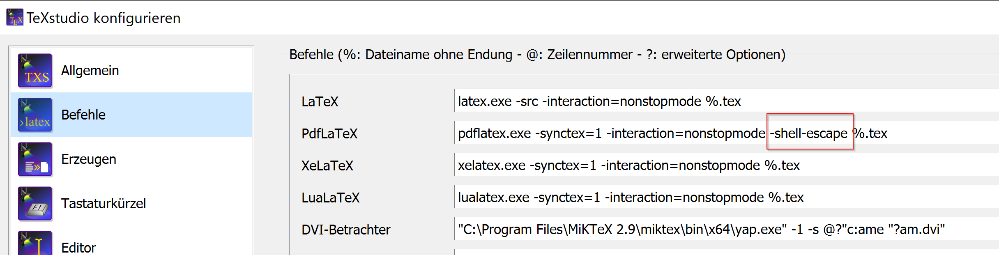 TeXstudio konfigurieren
TXS
Allgemein
>latex
Befehle
Erzeugen
F1
Tastaturkürzel
Editor
Befehle (%: Dateiname ohne Endung - @: Zeilennummer - ?: erweiterte Optionen)
LaTeX latex.exe -src -interaction=nonstopmode %.tex
PdfLaTeX pdflatex.exe -synctex=1 -interaction=nonstopmode -shell-escape %.tex
XeLaTeX xelatex.exe -synctex=1 -interaction=nonstopmode %.tex
LuaLaTeX lualatex.exe -synctex=1 -interaction=nonstopmode %.tex
DVI-Betrachter "C:\Program Files\MiKTeX 2.9\miktex\bin\x64\yap.exe" -1 -s @?"c:ame "?am.dvi"